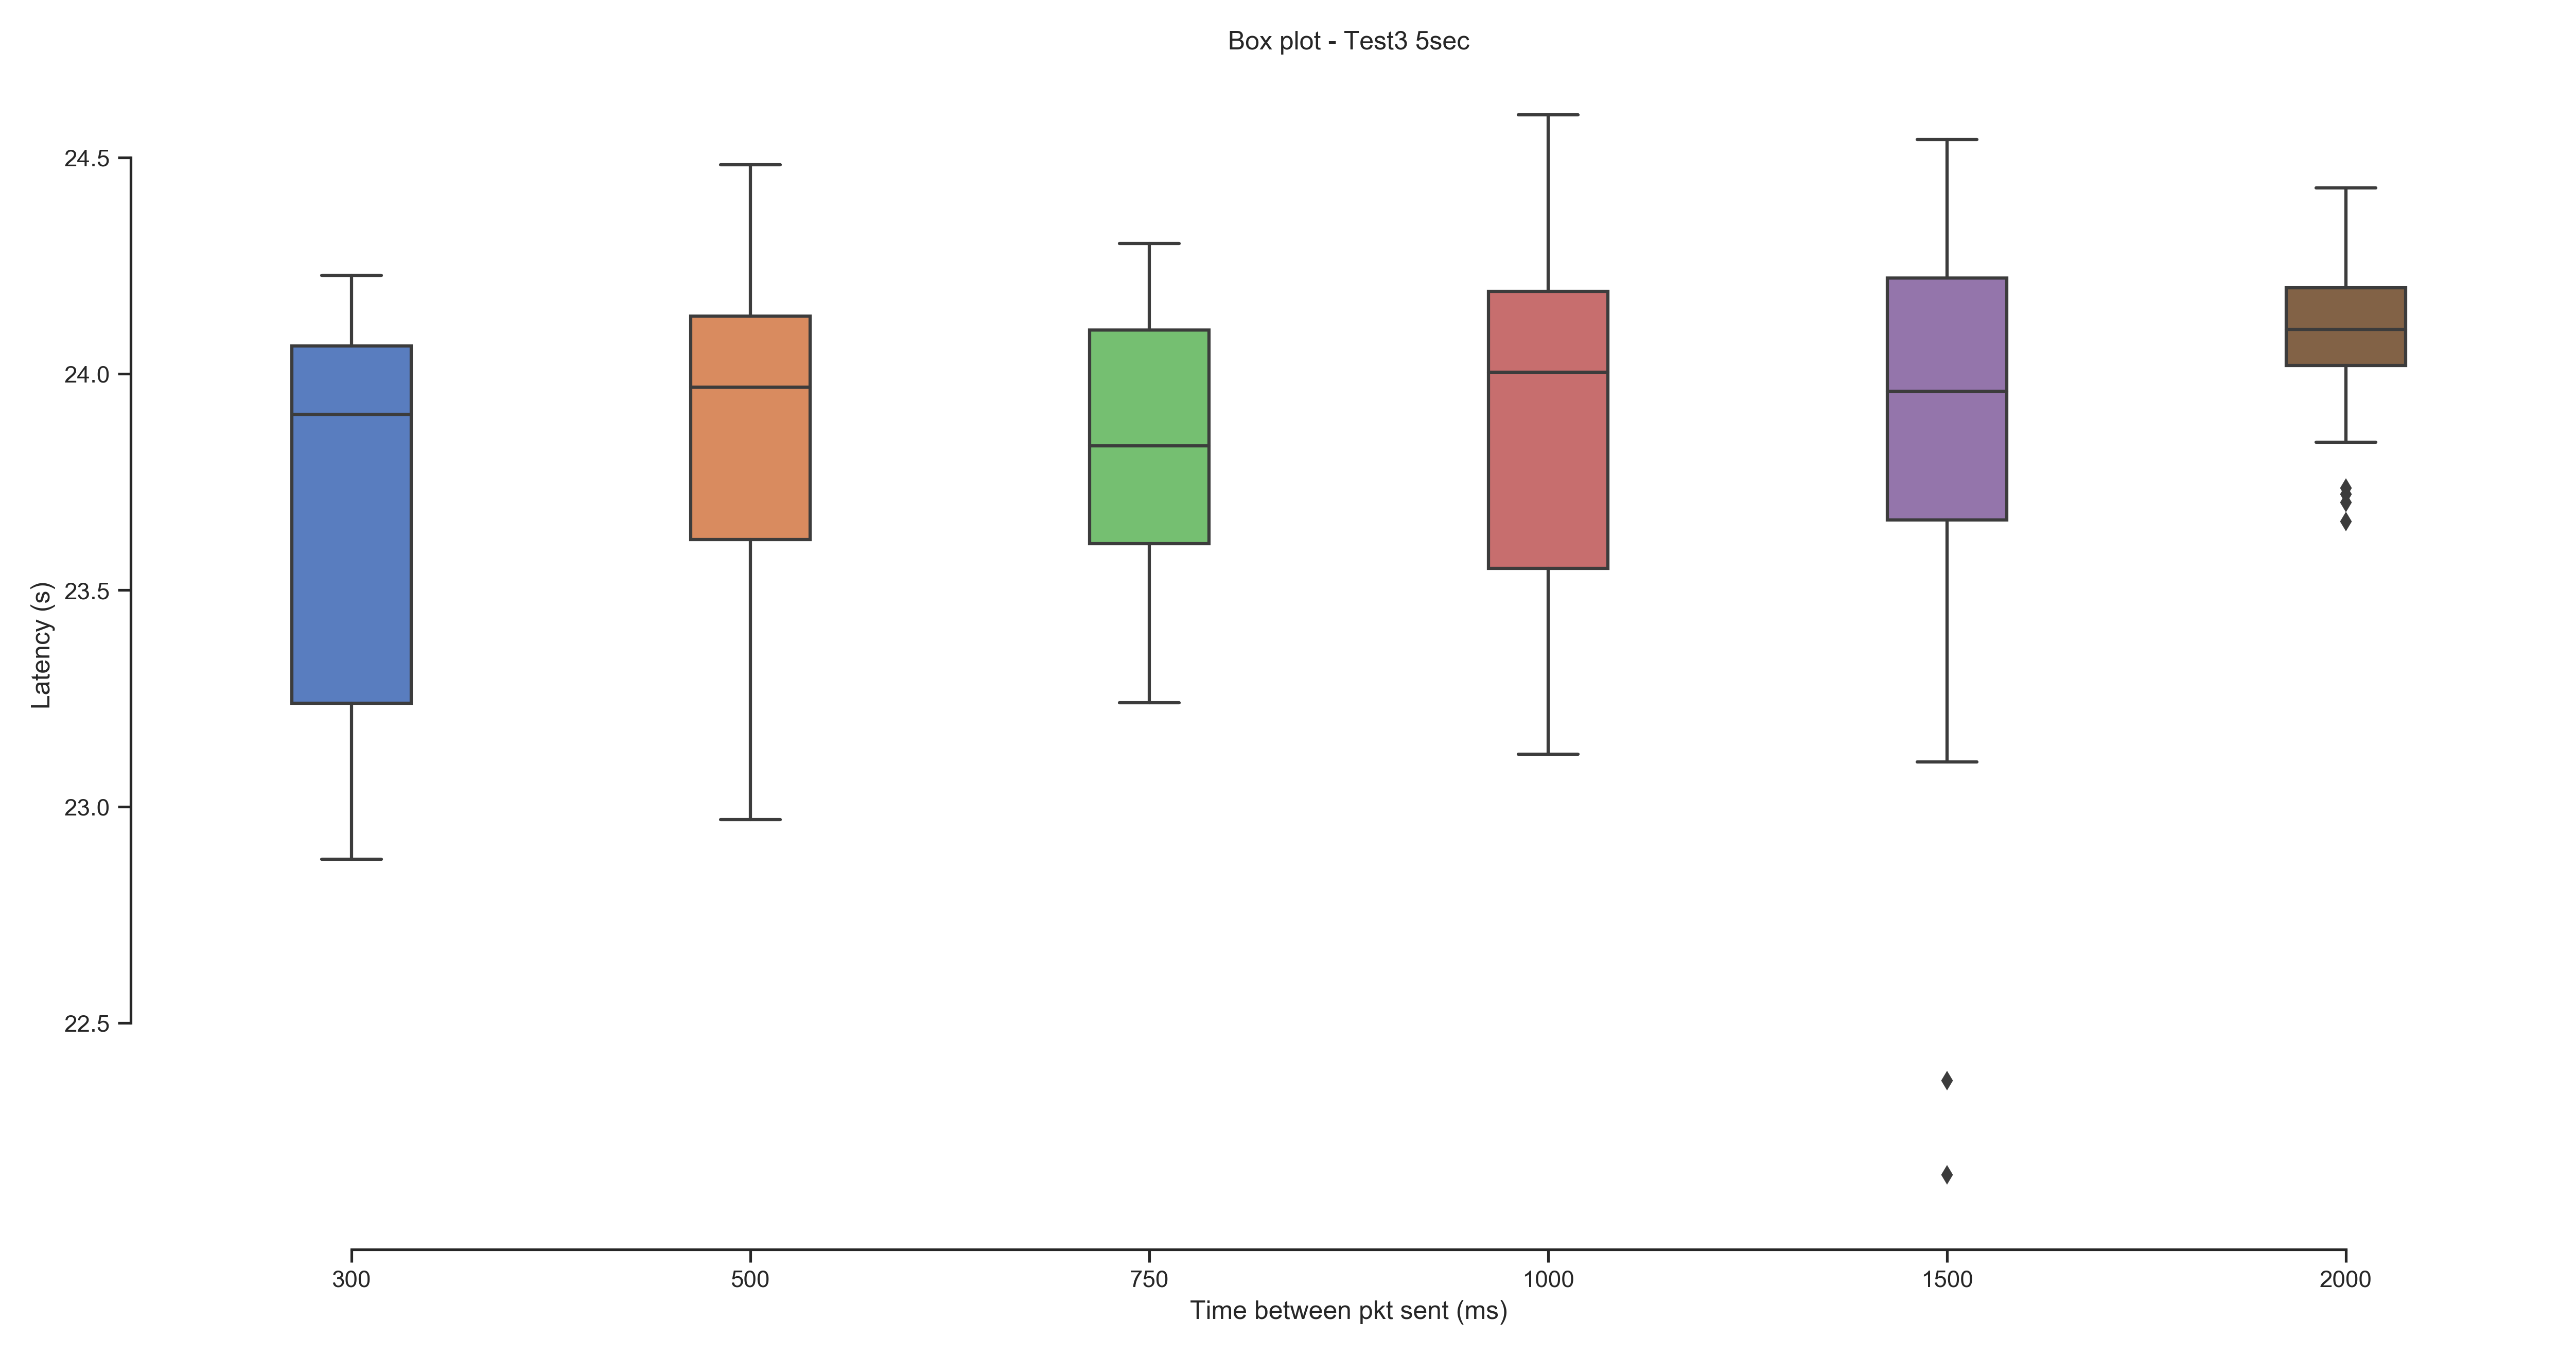 Box plot - Test3 5sec
Latency (s)
24.5
24.0
23.5
23.0
22.5
300 500 750 1000 1500 2000
Time between pkt sent (ms)